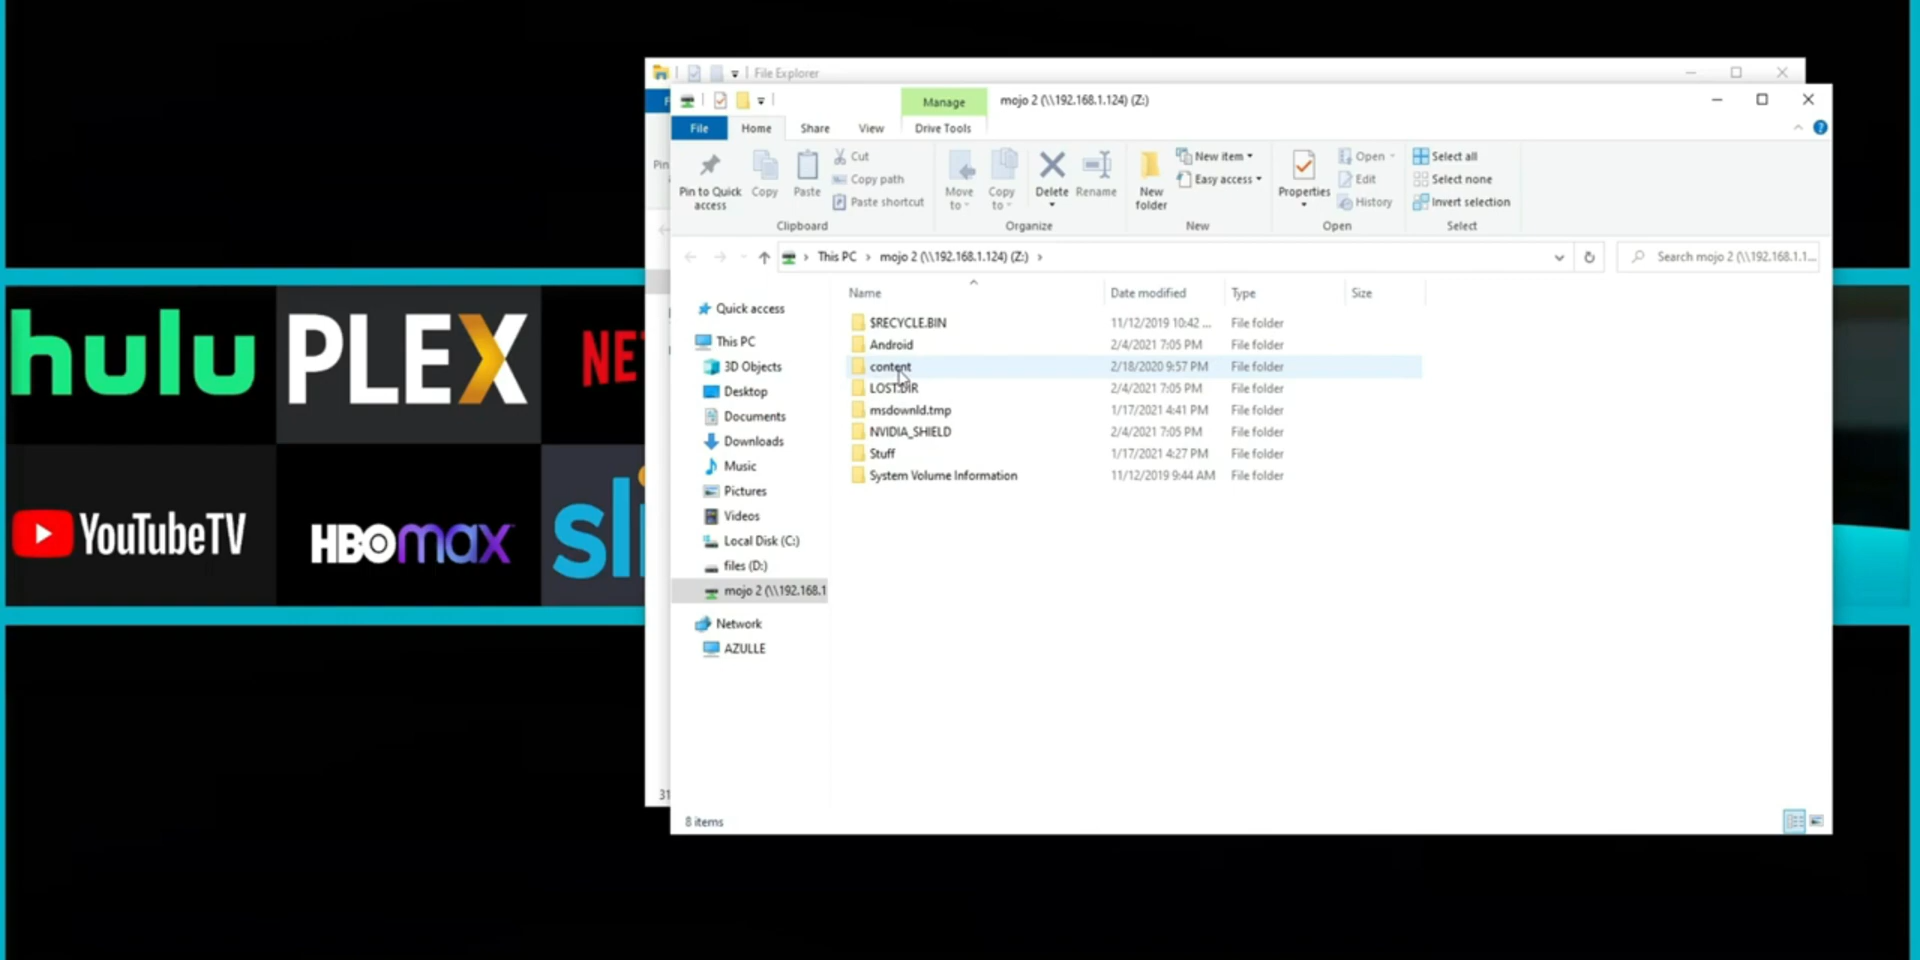 File Explorer
Manage
mojo 2 (\\192.168.1.124) (Z:)
File
Home
Share
View
Drive Tools
Pin to Quick access
Copy
Paste
Cut
Copy path
Paste shortcut
Move to
Copy to
Delete
Rename
New folder
New item
Easy access
Properties
Open
Edit
History
Select all
Select none
Invert selection
Clipboard
Organize
New
Open
Select
This PC
mojo 2 (\\192.168.1.124) (Z:)
Search mojo 2 (\\192.168.1.1...
Name
Date modified
Type
Size
$RECYCLE.BIN 11/12/2019 10:42 ... File folder
Android 2/4/2021 7:05 PM File folder
content 2/18/2020 9:57 PM File folder
LOST.DIR 2/4/2021 7:05 PM File folder
msdownld.tmp 1/17/2021 4:41 PM File folder
NVIDIA_SHIELD 2/4/2021 7:05 PM File folder
Stuff 1/17/2021 4:27 PM File folder
System Volume Information 11/12/2019 9:44 AM File folder
Quick access
This PC
3D Objects
Desktop
Documents
Downloads
Music
Pictures
Videos
Local Disk (C:)
files (D:)
mojo 2 (\\192.168.1
Network
AZULLE
8 items
Pin
31
hulu
PLEX
NE
YouTubeTV
HBOmax
sli